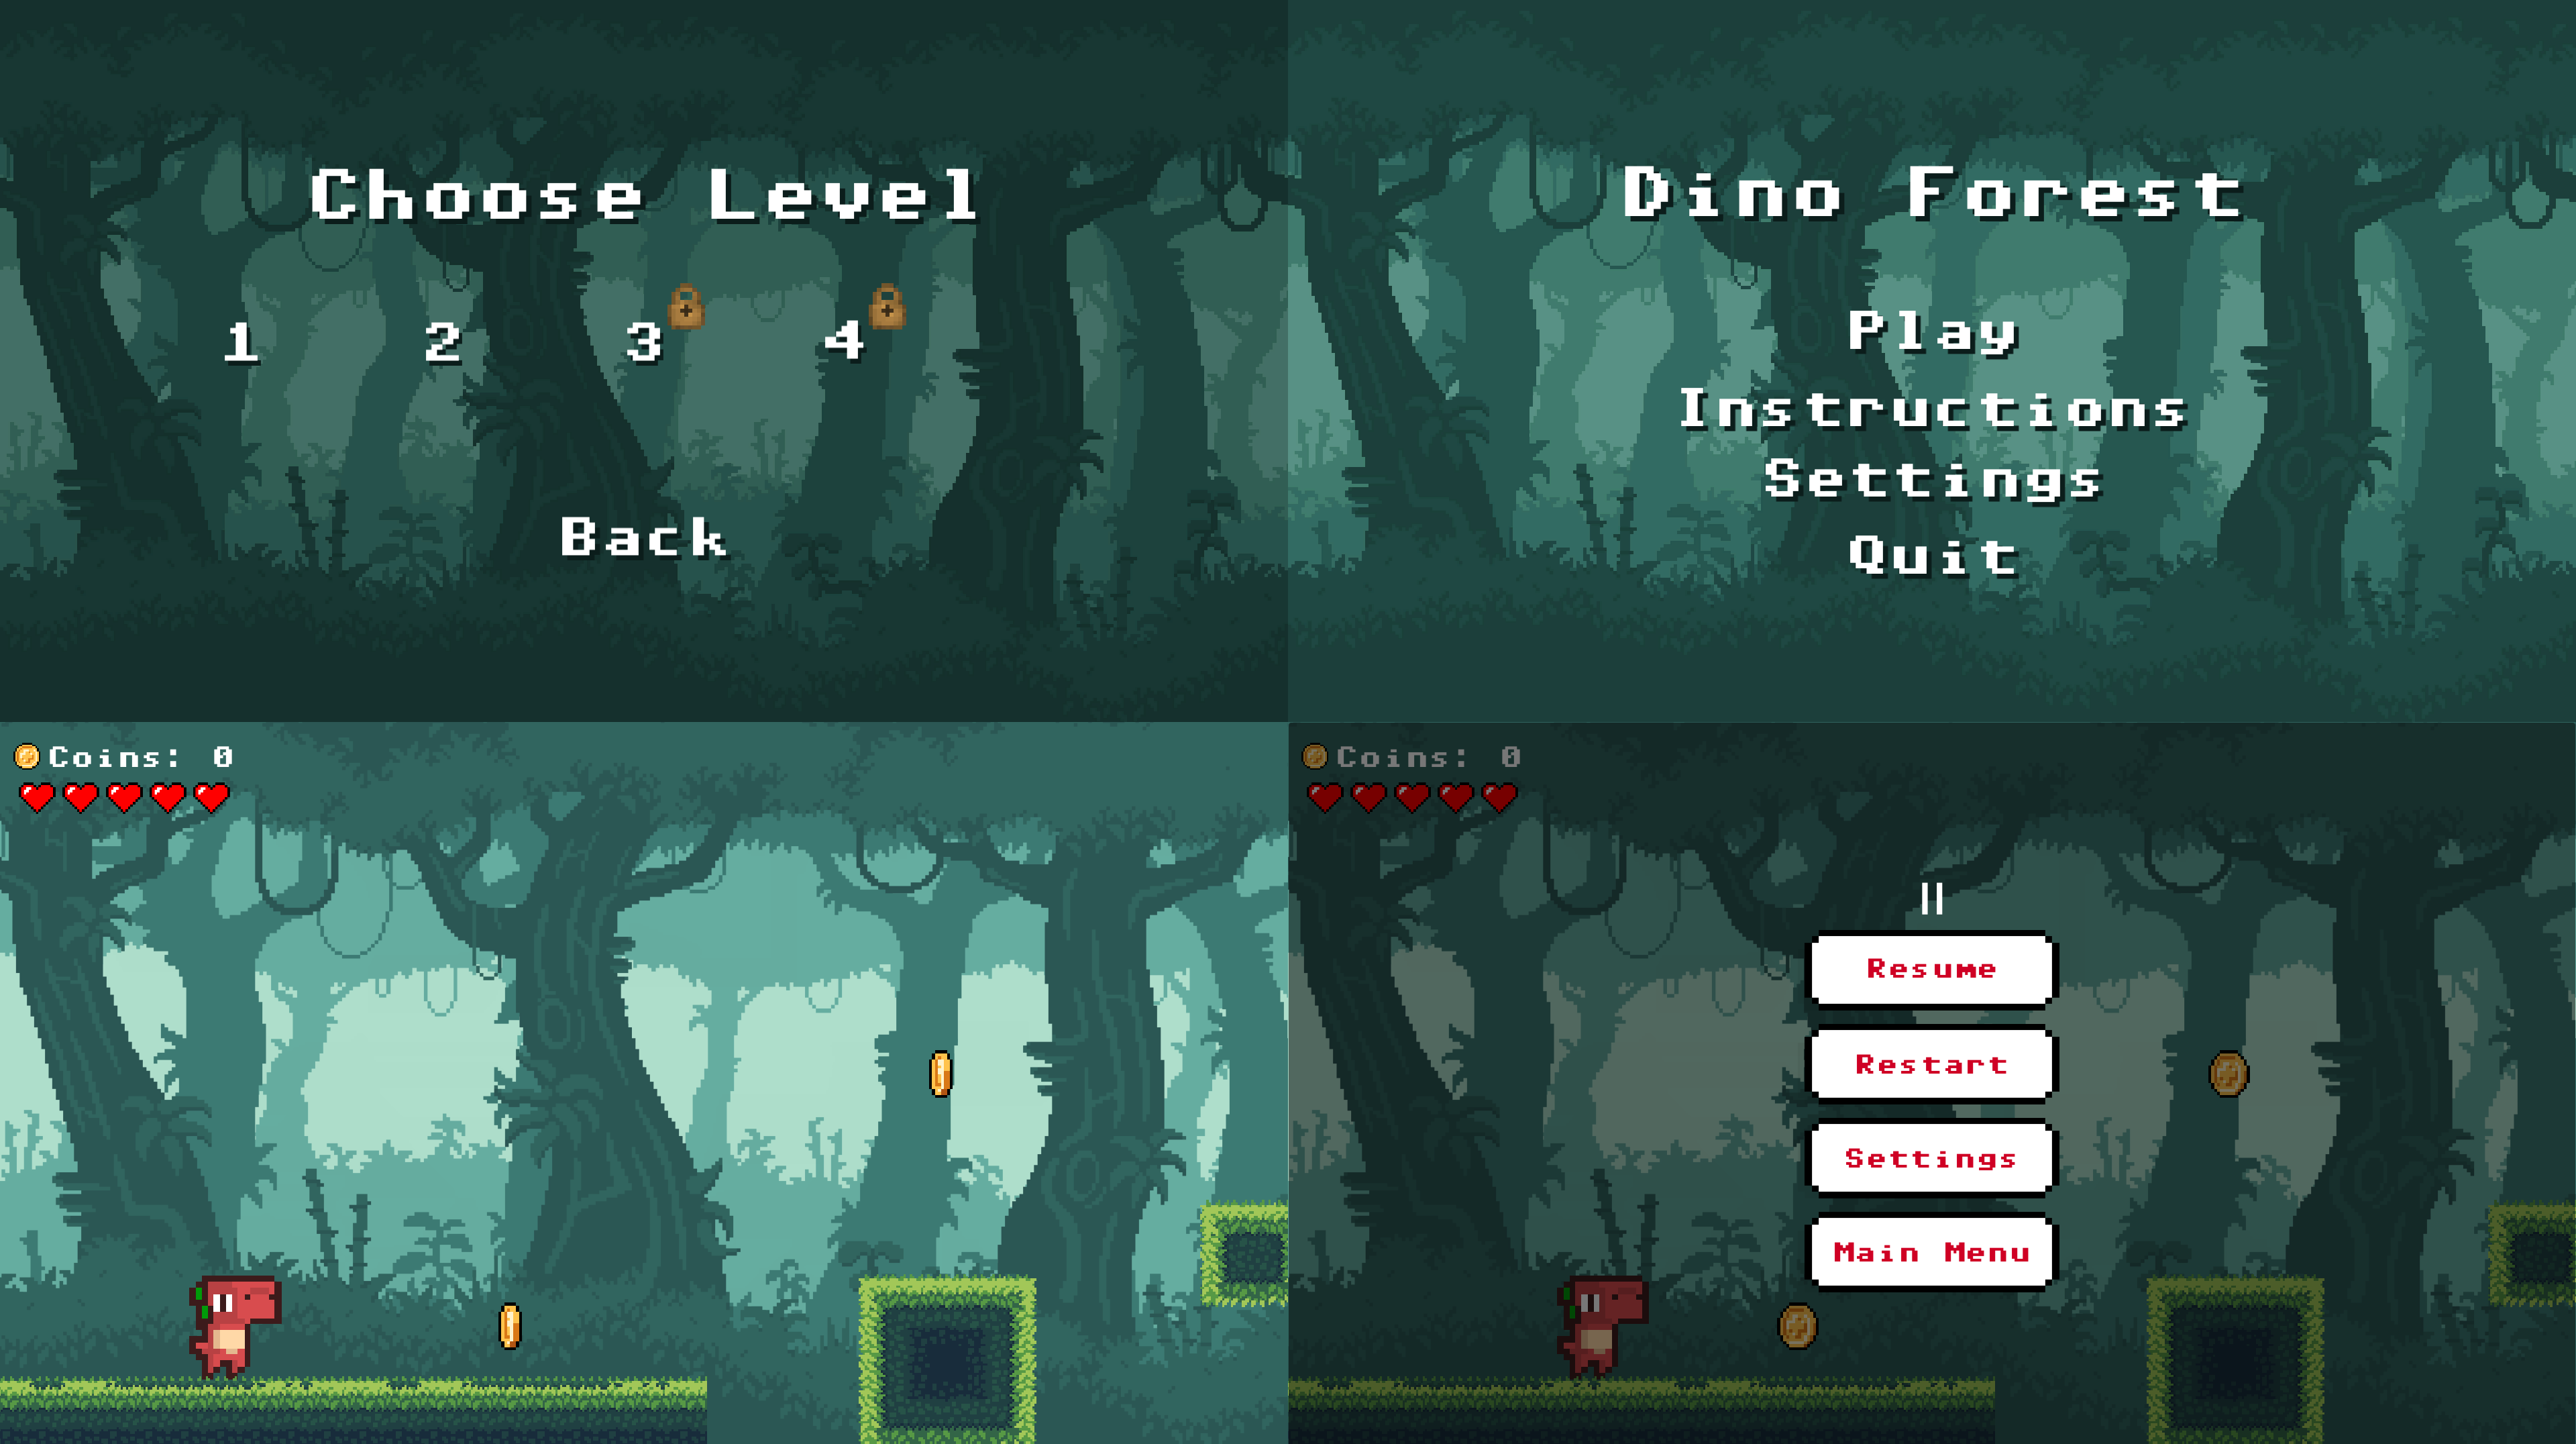 Choose Level
1 2 3 4
Back
Dino Forest
Play
Instructions
Settings
Quit
Coins: 0
Coins: 0
Resume
Restart
Settings
Main Menu